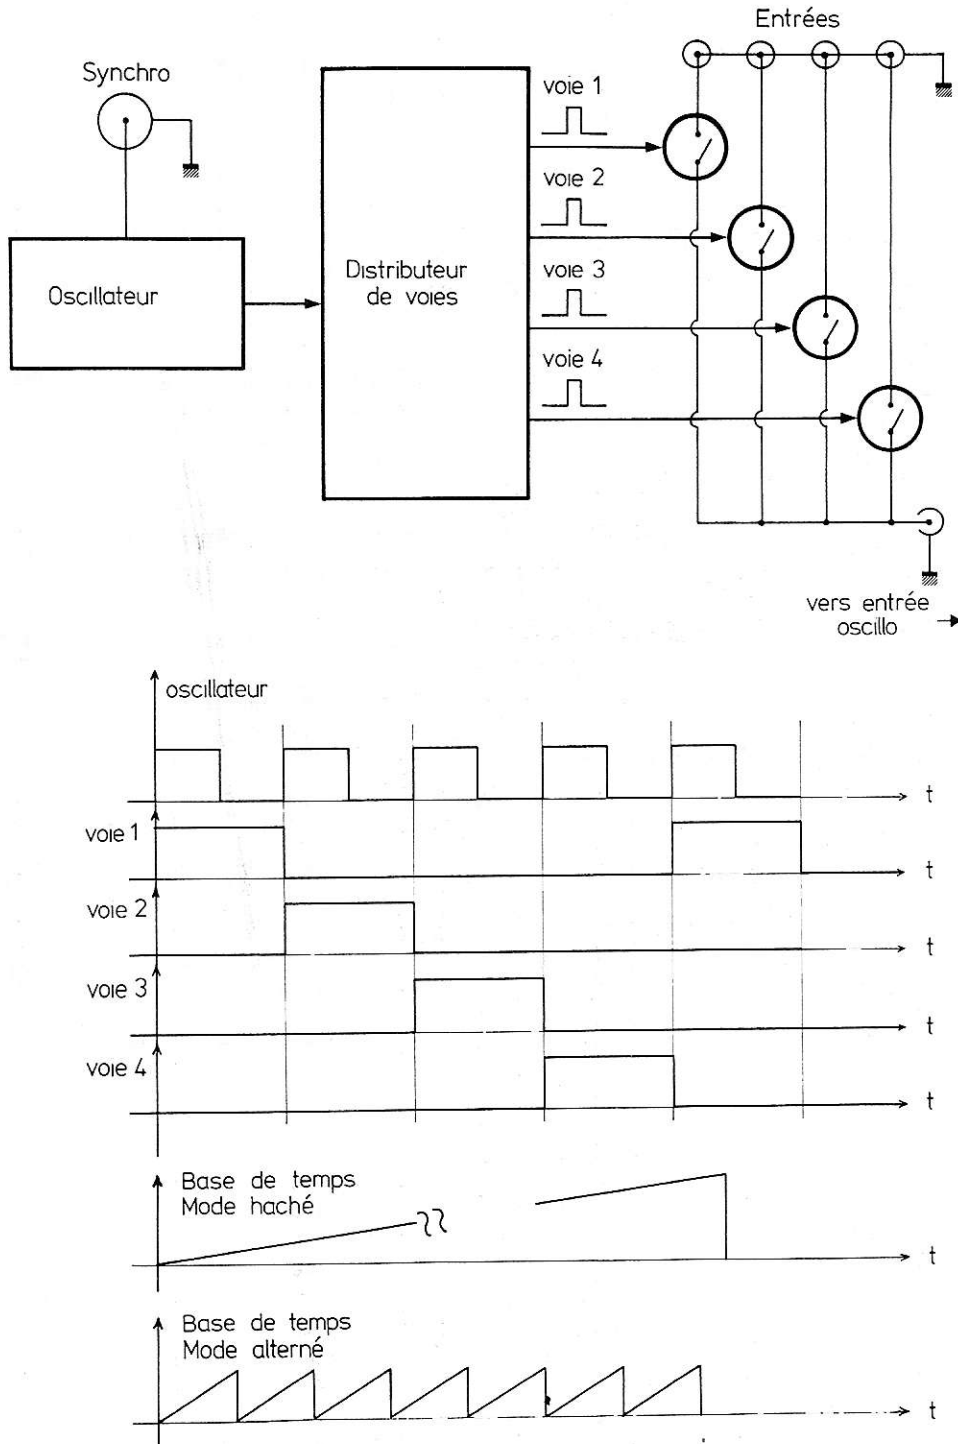 Entrées
Synchro
Oscillateur
Distributeur
de voies
voie 1
voie 2
voie 3
voie 4
vers entrée
oscillo
oscillateur
t
voie 1
t
voie 2
t
voie 3
t
voie 4
t
Base de temps
Mode haché
t
Base de temps
Mode alterné
t